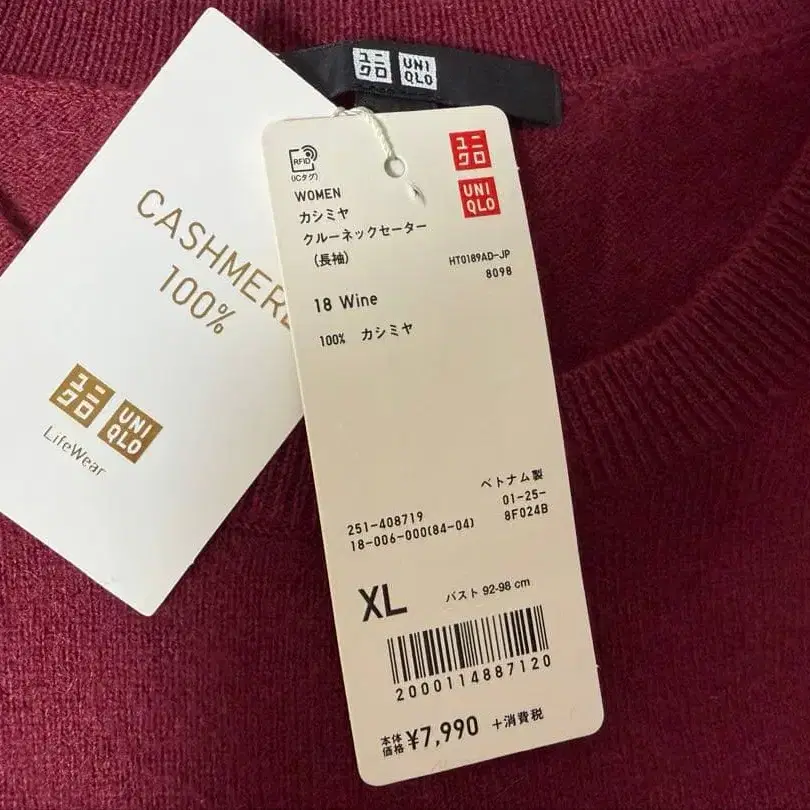 ユニ
クロ
UNI
QLO
CASHMERE
100%
ユニ
クロ
UNI
QLO
LifeWear
RFID
(ICタグ)
ユニ
クロ
UNI
QLO
WOMEN
カシミヤ
クルーネックセーター
(長袖)
HT0189AD-JP
8098
18 Wine
100% カシミヤ
ベトナム製
01-25-
8F024B
251-408719
18-006-000(84-04)
XL バスト 92-98 cm
2000114887120
本体
価格 ¥7,990 +消費税